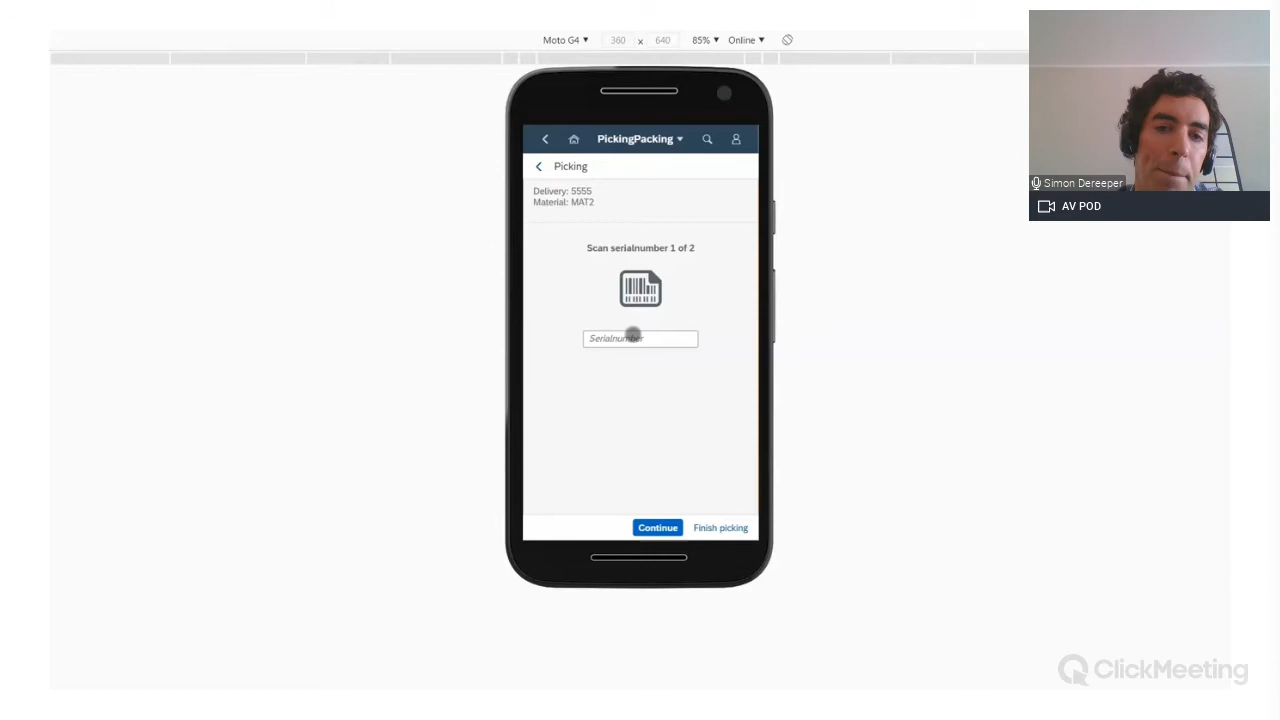 Moto G4 ▾ 360 x 640 85% ▾ Online ▾
PickingPacking
Picking
Delivery: 5555
Material: MAT2
Scan serialnumber 1 of 2
Serialnumber
Continue Finish picking
Simon Dereeper
AV POD
ClickMeeting